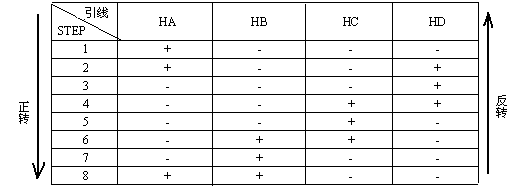 引线
STEP HA HB HC HD
1 + - - -
2 + - - +
3 - - - +
4 - - + +
5 - - + -
6 - + + -
7 - + - -
8 + + - -
正转
反转